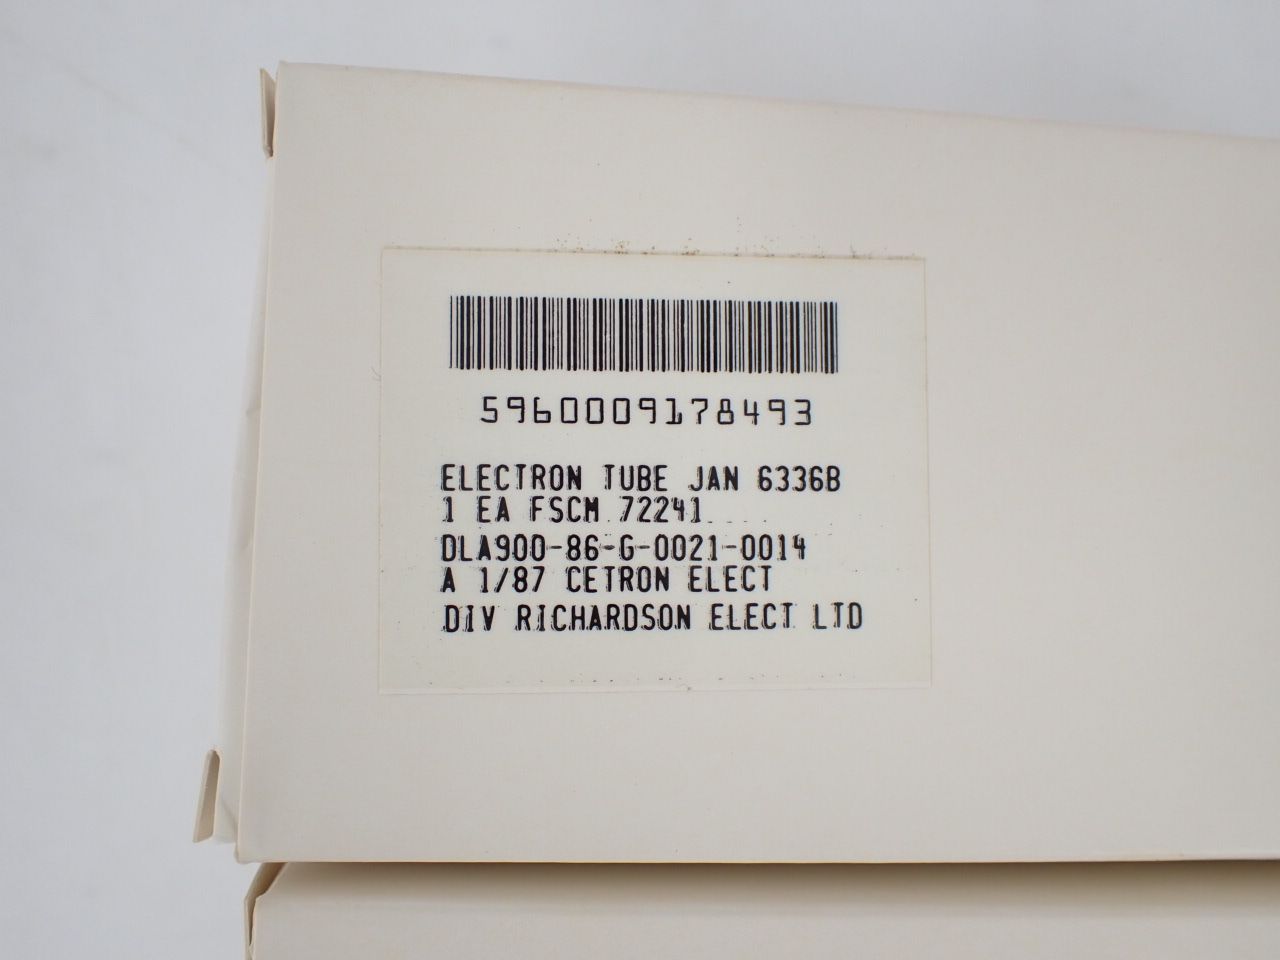 5960009178493
ELECTRON TUBE JAN 6336B
1 EA FSCM 72241
DLA900-86-G-0021-0014
A 1/87 CETRON ELECT
DIV RICHARDSON ELECT LTD